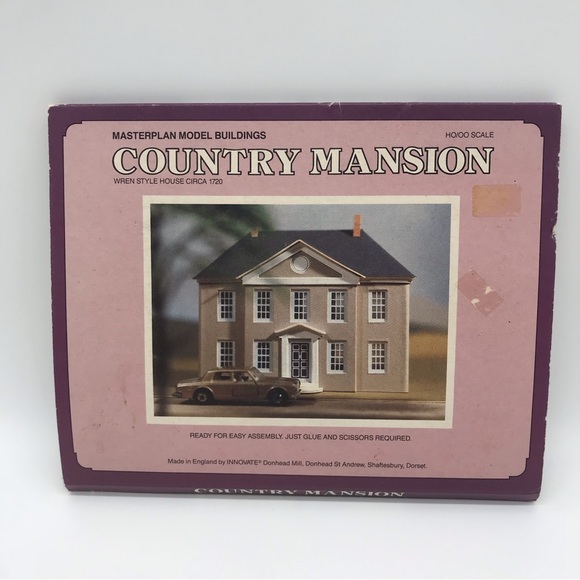 MASTERPLAN MODEL BUILDINGS
HO/OO SCALE
COUNTRY MANSION
WREN STYLE HOUSE CIRCA 1720
READY FOR EASY ASSEMBLY. JUST GLUE AND SCISSORS REQUIRED.
Made in England by INNOVATE® Donhead Mill, Donhead St Andrew, Shaftesbury, Dorset.
COUNTRY MANSION